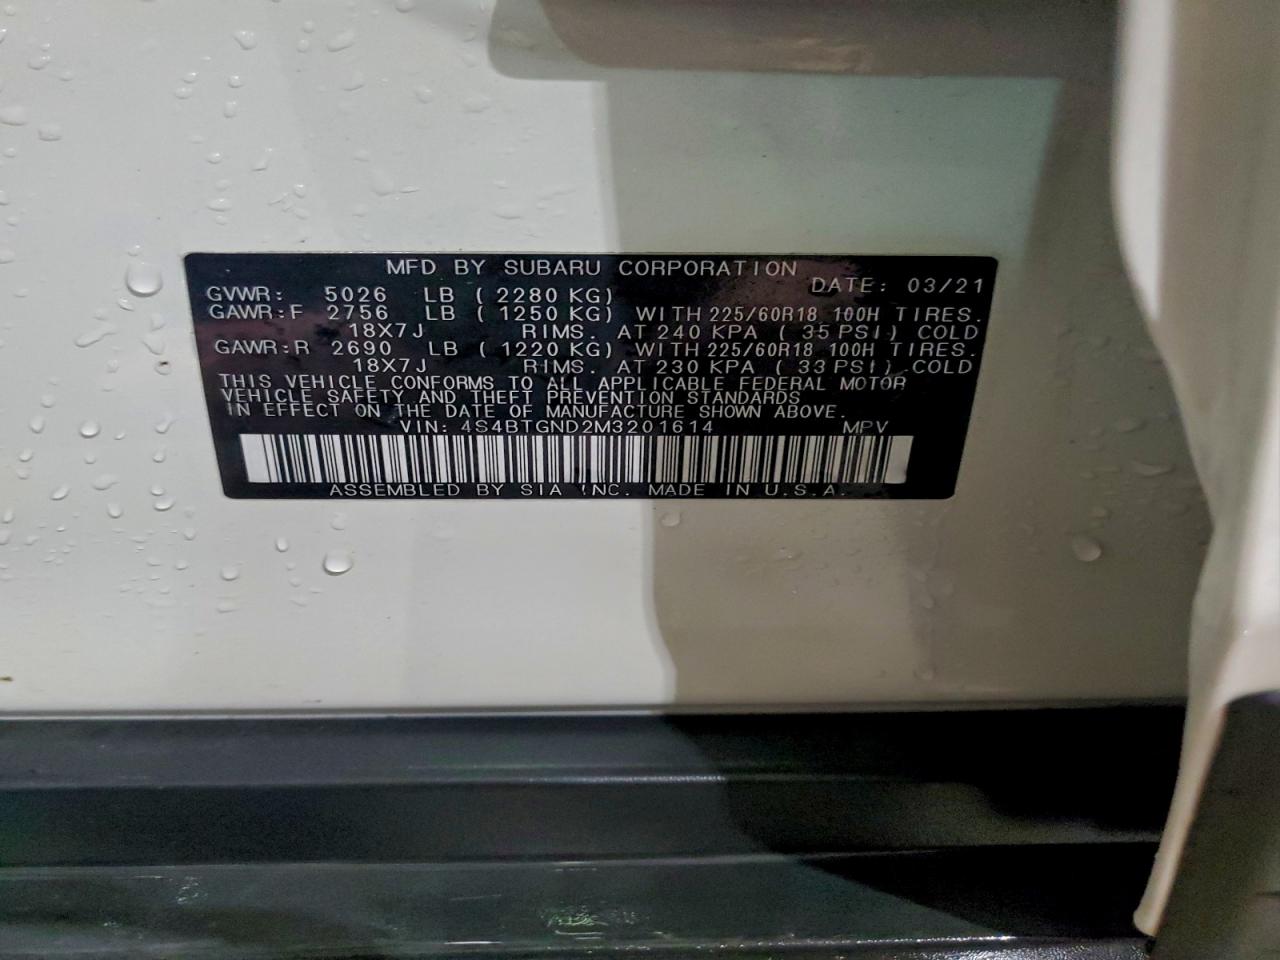 MFD BY SUBARU CORPORATION
DATE: 03/21
GVWR: 5026 LB ( 2280 KG)
GAWR:F 2756 LB ( 1250 KG) WITH 225/60R18 100H TIRES.
18X7J RIMS. AT 240 KPA ( 35 PSI) COLD
GAWR:R 2690 LB ( 1220 KG) WITH 225/60R18 100H TIRES.
18X7J RIMS. AT 230 KPA ( 33 PSI) COLD
THIS VEHICLE CONFORMS TO ALL APPLICABLE FEDERAL MOTOR
VEHICLE SAFETY AND THEFT PREVENTION STANDARDS
IN EFFECT ON THE DATE OF MANUFACTURE SHOWN ABOVE.
VIN: 4S4BTGND2M3201614 MPV
ASSEMBLED BY SIA INC. MADE IN U.S.A.